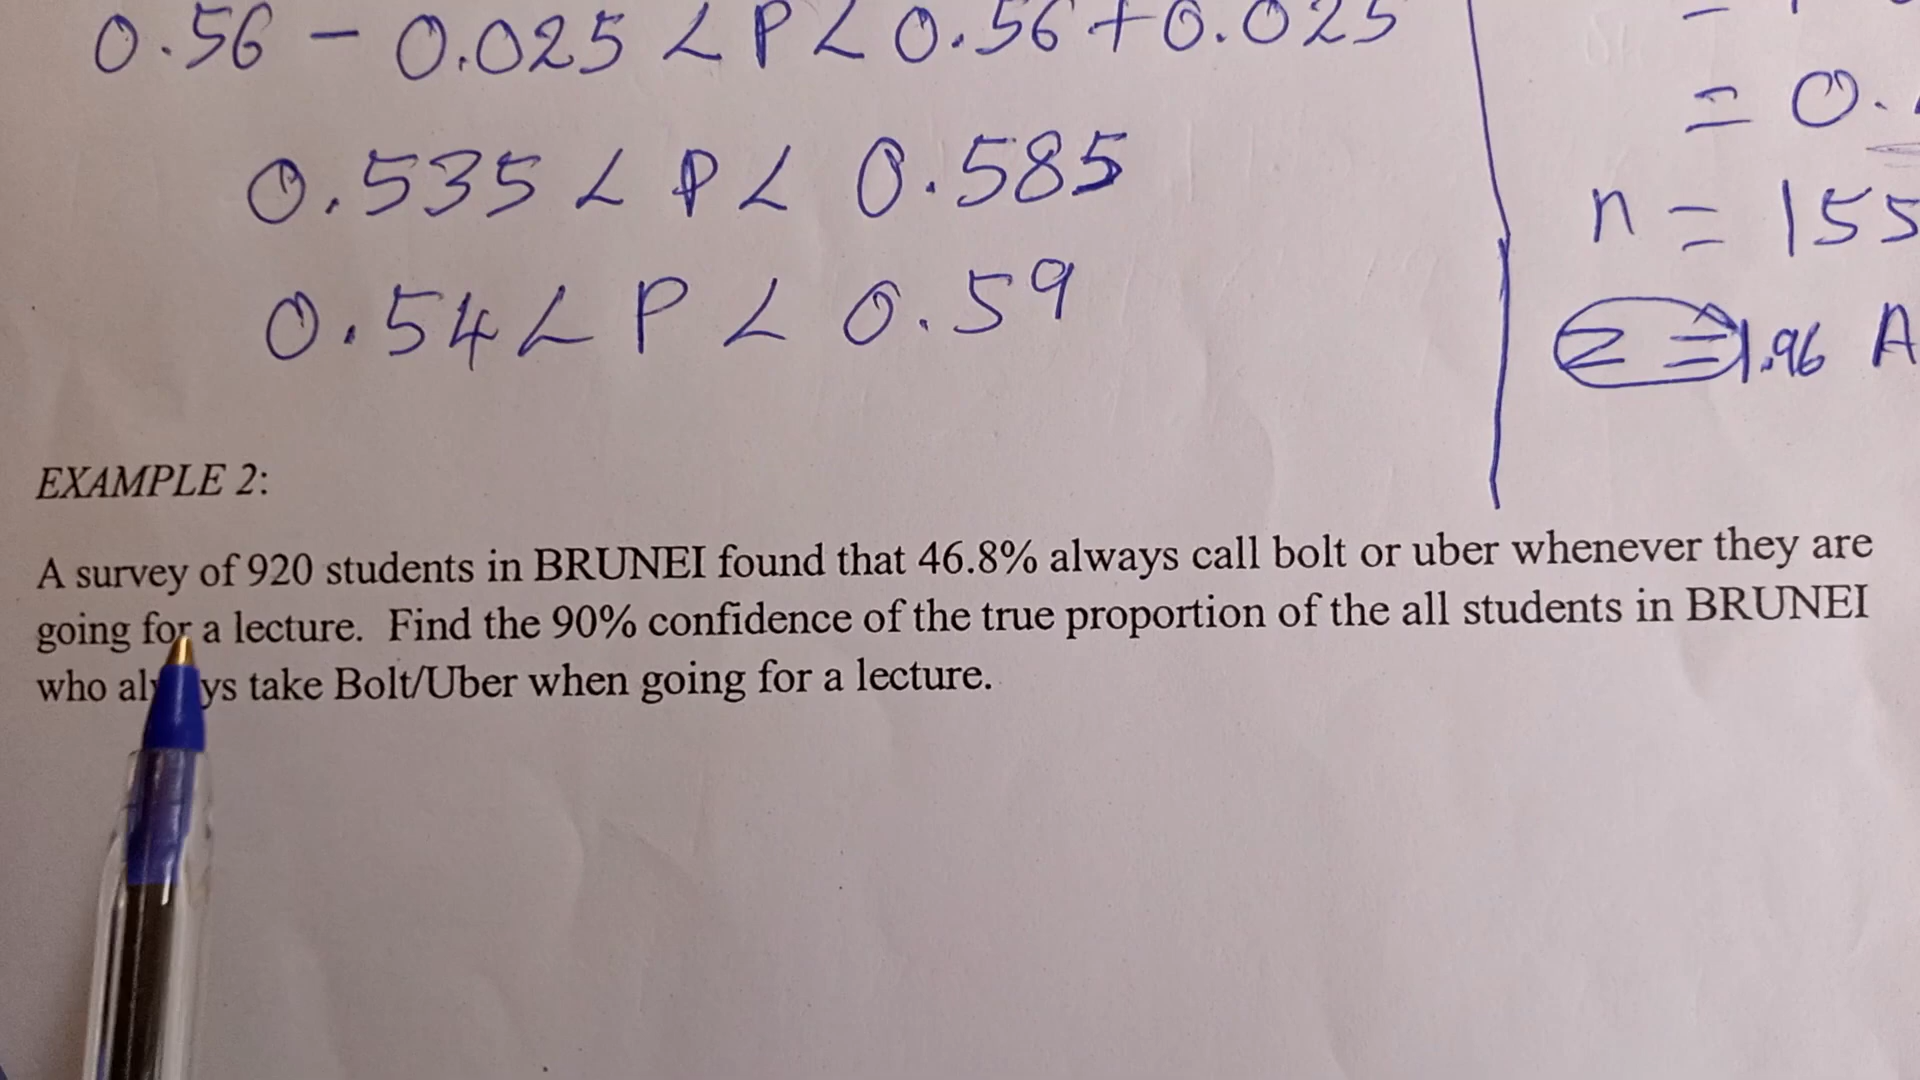 0.56 - 0.025 < P < 0.56 + 0.025
0.535 < P < 0.585
0.54 < P < 0.59
= 0.
n = 155
Z = 1.96 A
EXAMPLE 2:
A survey of 920 students in BRUNEI found that 46.8% always call bolt or uber whenever they are
going for a lecture. Find the 90% confidence of the true proportion of the all students in BRUNEI
who always take Bolt/Uber when going for a lecture.